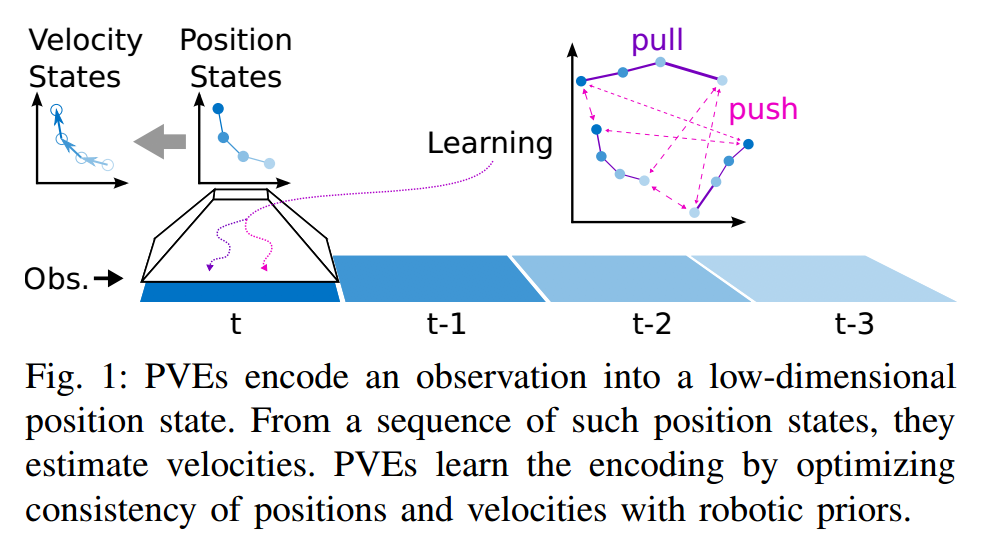 Velocity
States
Position
States
pull
push
Learning
Obs.
t
t-1
t-2
t-3
Fig. 1: PVEs encode an observation into a low-dimensional
position state. From a sequence of such position states, they
estimate velocities. PVEs learn the encoding by optimizing
consistency of positions and velocities with robotic priors.